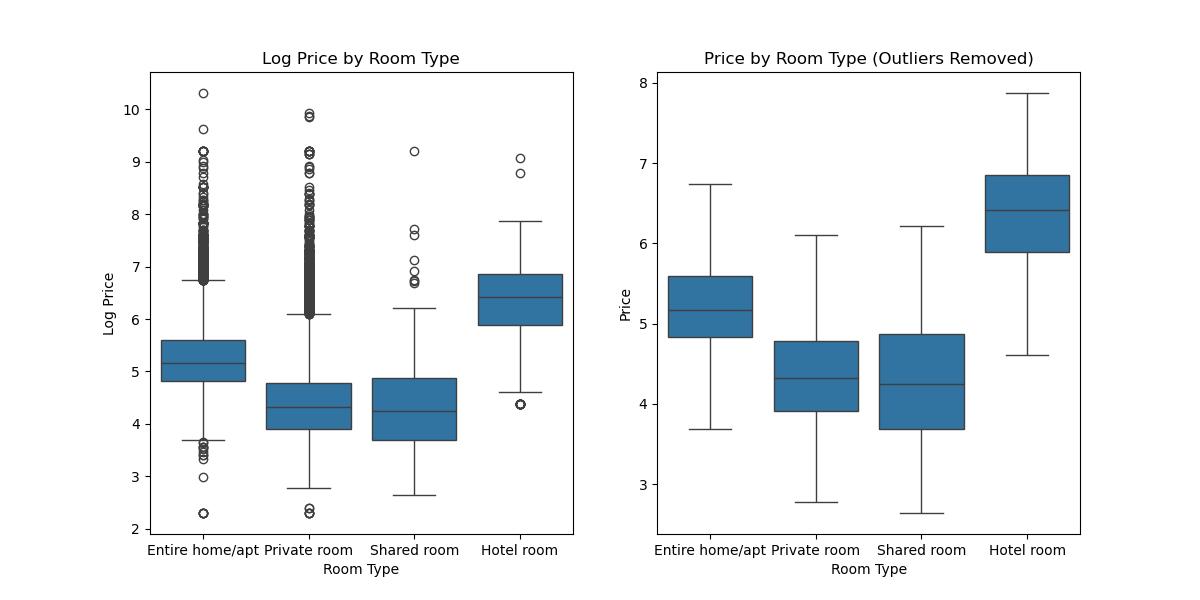 Log Price by Room Type
Log Price
10
9
8
7
6
5
4
3
2
Entire home/apt Private room Shared room Hotel room
Room Type
Price by Room Type (Outliers Removed)
Price
8
7
6
5
4
3
Entire home/apt Private room Shared room Hotel room
Room Type